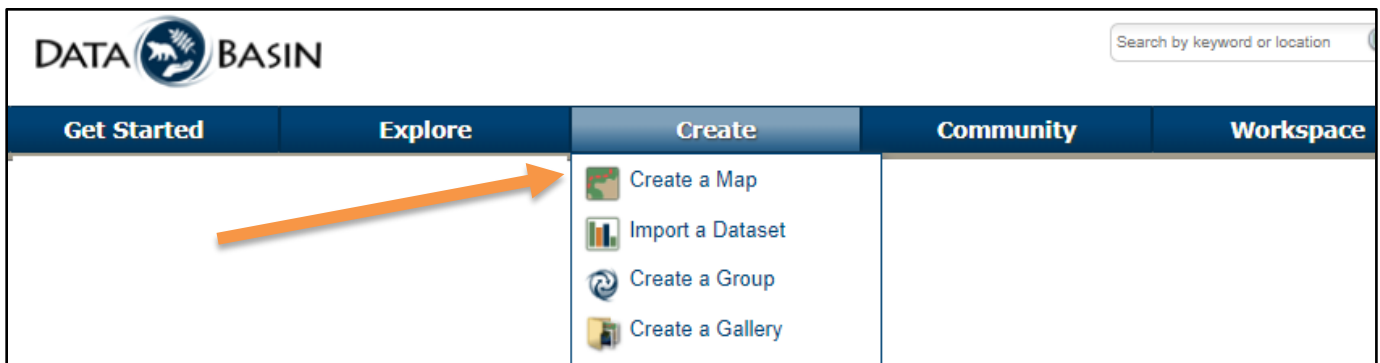 DATA BASIN
Search by keyword or location
Get Started Explore Create Community Workspace
Create a Map
Import a Dataset
Create a Group
Create a Gallery